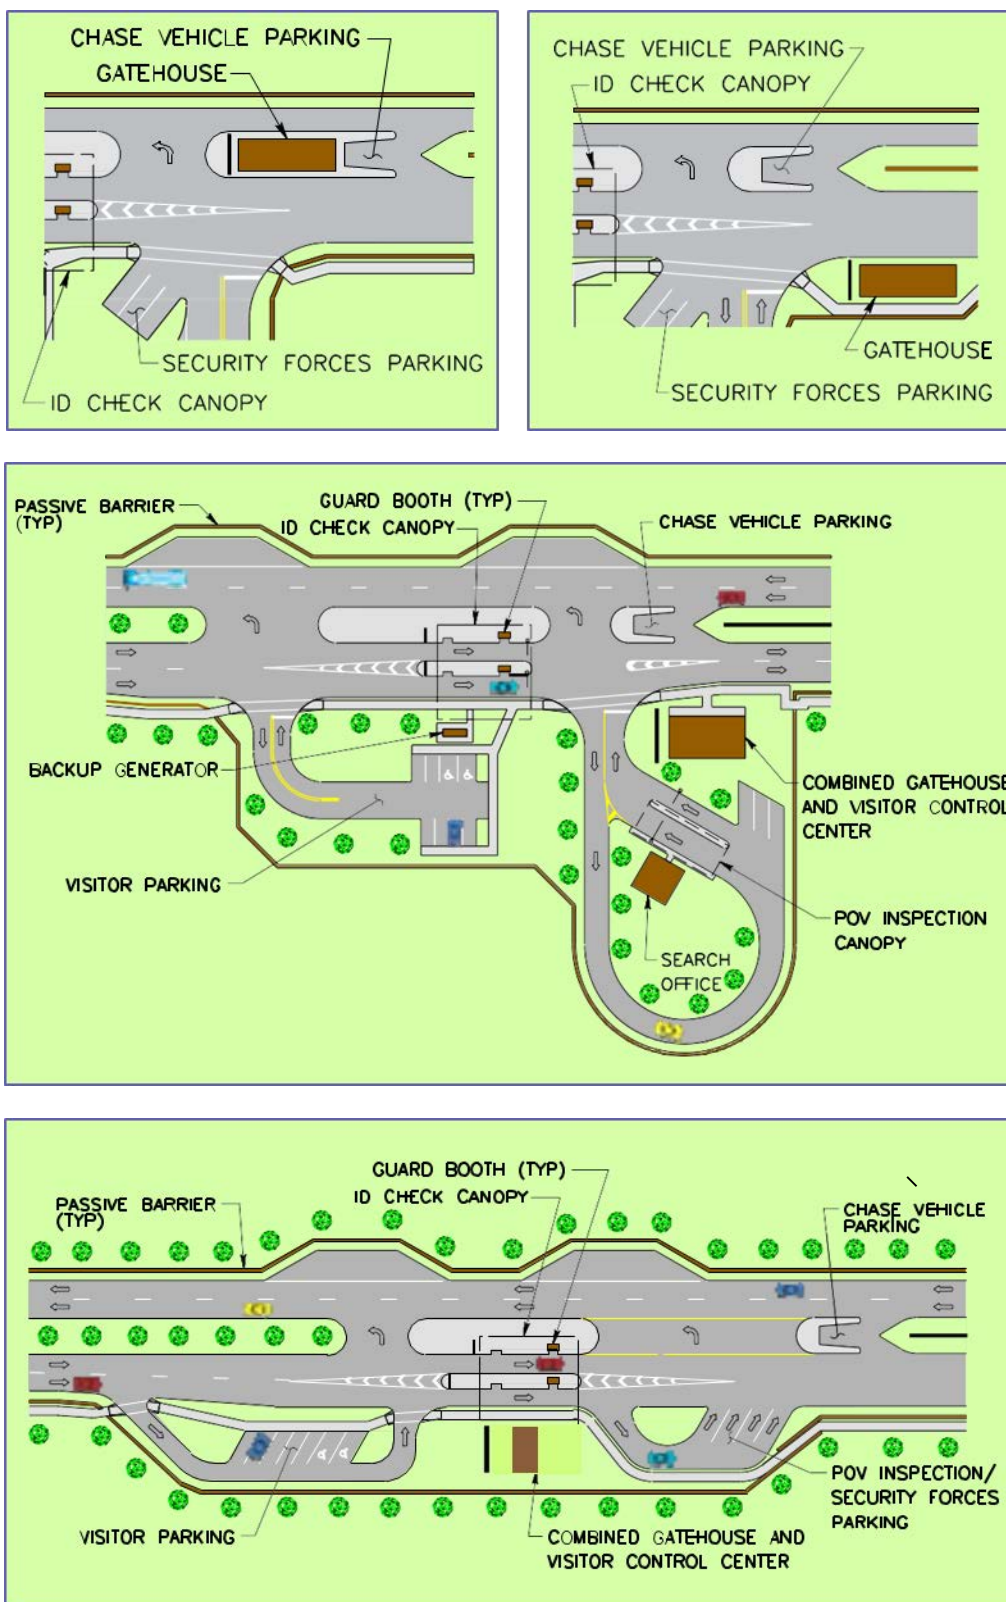 CHASE VEHICLE PARKING
GATEHOUSE
SECURITY FORCES PARKING
ID CHECK CANOPY
CHASE VEHICLE PARKING
ID CHECK CANOPY
GATEHOUSE
SECURITY FORCES PARKING
PASSIVE BARRIER
(TYP)
GUARD BOOTH (TYP)
ID CHECK CANOPY
CHASE VEHICLE PARKING
BACKUP GENERATOR
COMBINED GATEHOUSE
AND VISITOR CONTROL
CENTER
VISITOR PARKING
POV INSPECTION
CANOPY
SEARCH
OFFICE
GUARD BOOTH (TYP)
ID CHECK CANOPY
PASSIVE BARRIER
(TYP)
CHASE VEHICLE
PARKING
POV INSPECTION/
SECURITY FORCES
PARKING
VISITOR PARKING
COMBINED GATEHOUSE AND
VISITOR CONTROL CENTER